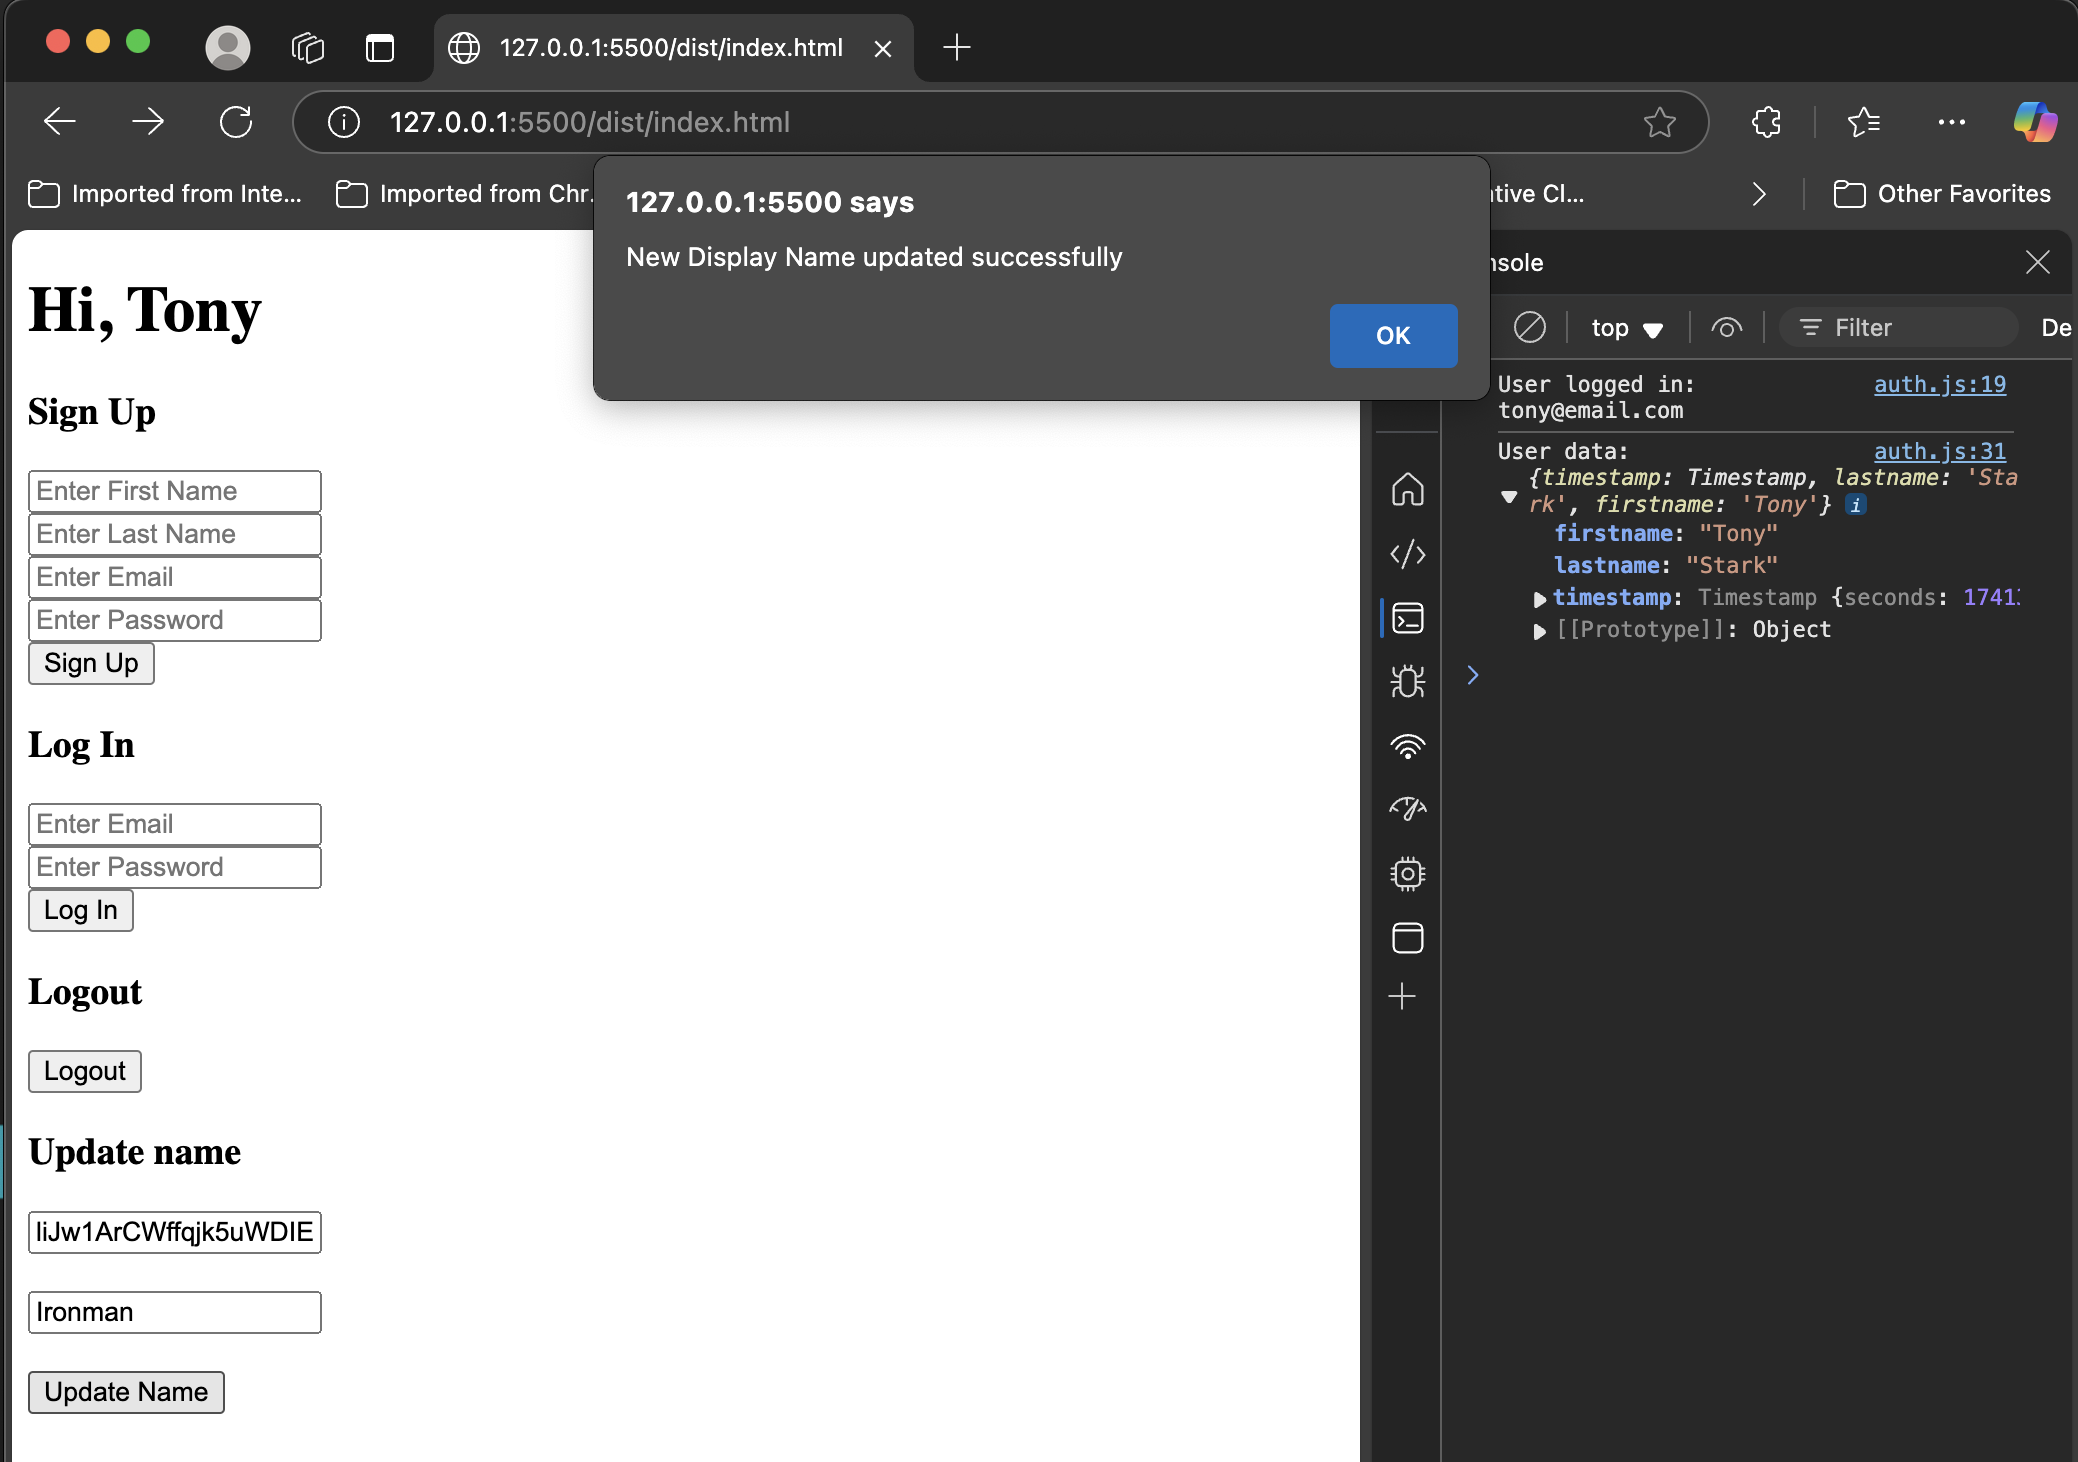 127.0.0.1:5500/dist/index.html
127.0.0.1:5500/dist/index.html
Imported from Inte...
Imported from Chr.
ative Cl...
Other Favorites
127.0.0.1:5500 says
New Display Name updated successfully
OK
Hi, Tony
Sign Up
Enter First Name
Enter Last Name
Enter Email
Enter Password
Sign Up
Log In
Enter Email
Enter Password
Log In
Logout
Logout
Update name
liJw1ArCWffqjk5uWDIE
Ironman
Update Name
nsole
top
Filter
De
User logged in: auth.js:19
tony@email.com
User data: auth.js:31
{timestamp: Timestamp, lastname: 'Sta
rk', firstname: 'Tony'} i
firstname: "Tony"
lastname: "Stark"
timestamp: Timestamp {seconds: 1741
[[Prototype]]: Object